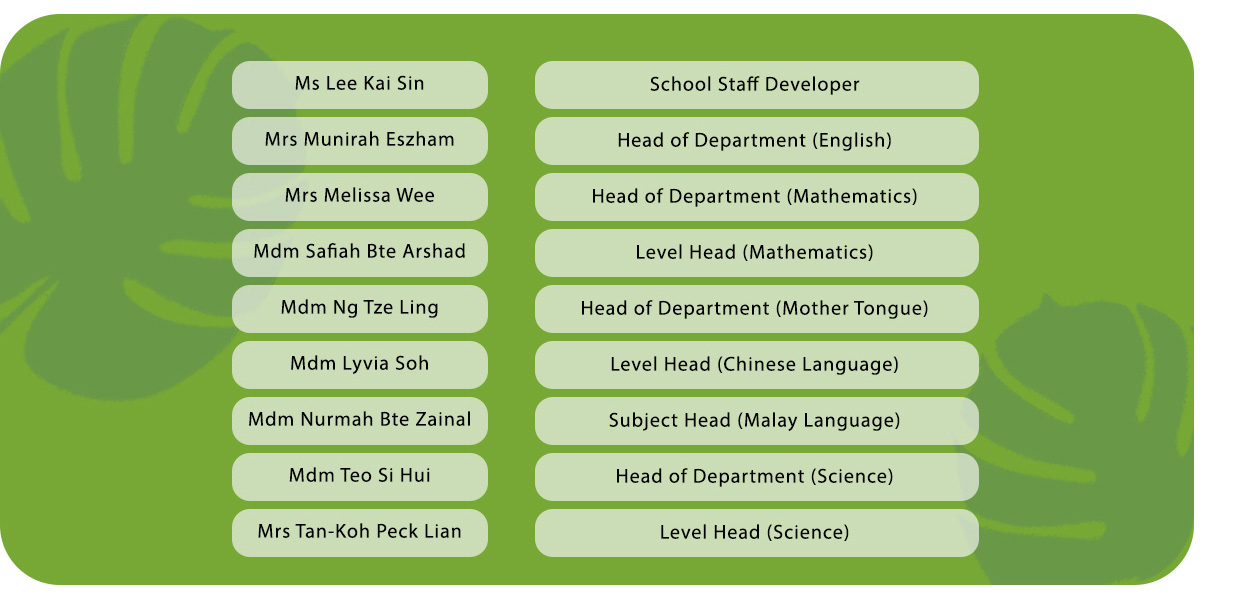 Ms Lee Kai Sin School Staff Developer
Mrs Munirah Eszham Head of Department (English)
Mrs Melissa Wee Head of Department (Mathematics)
Mdm Safiah Bte Arshad Level Head (Mathematics)
Mdm Ng Tze Ling Head of Department (Mother Tongue)
Mdm Lyvia Soh Level Head (Chinese Language)
Mdm Nurmah Bte Zainal Subject Head (Malay Language)
Mdm Teo Si Hui Head of Department (Science)
Mrs Tan-Koh Peck Lian Level Head (Science)